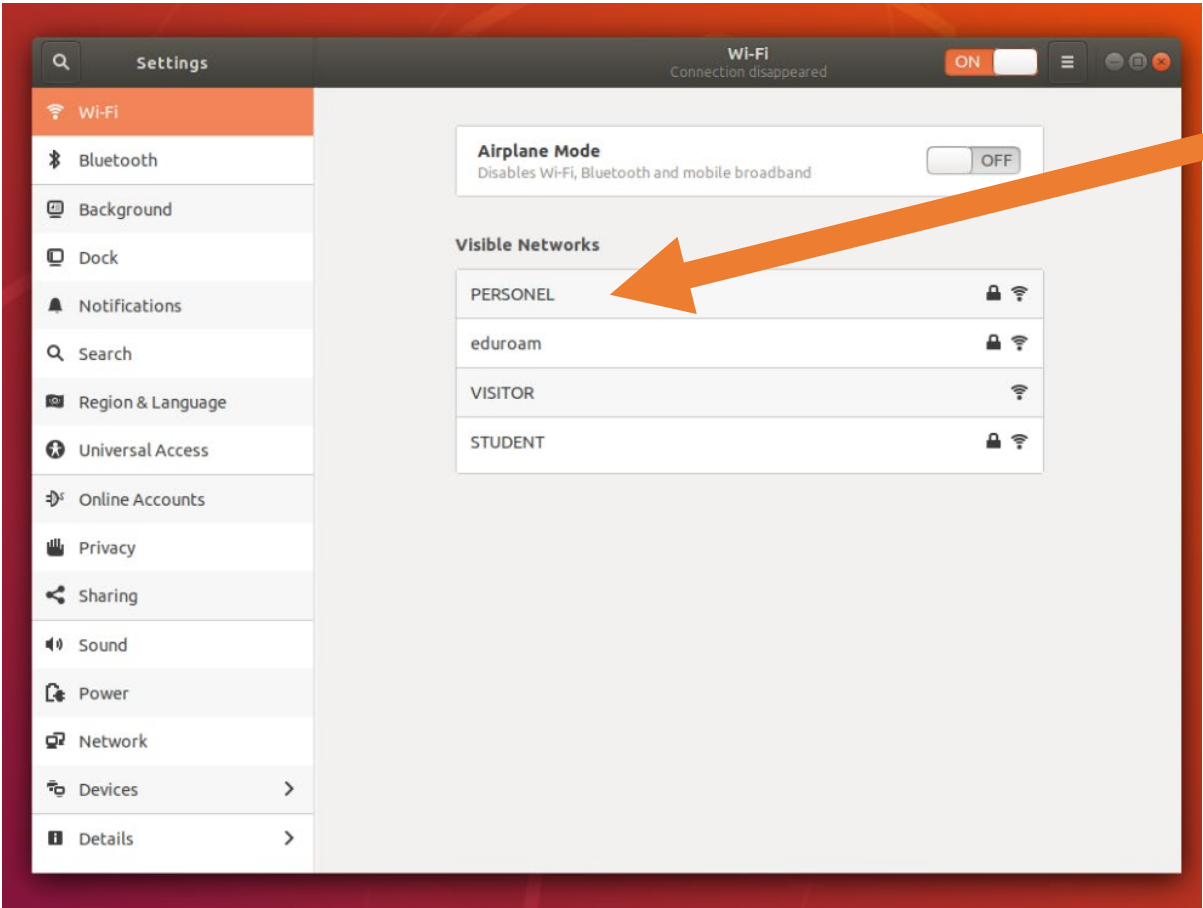 Settings
Wi-Fi
Connection disappeared
ON
Wi-Fi
Bluetooth
Background
Dock
Notifications
Search
Region & Language
Universal Access
Online Accounts
Privacy
Sharing
Sound
Power
Network
Devices
Details
Airplane Mode
Disables Wi-Fi, Bluetooth and mobile broadband
OFF
Visible Networks
PERSONEL
eduroam
VISITOR
STUDENT